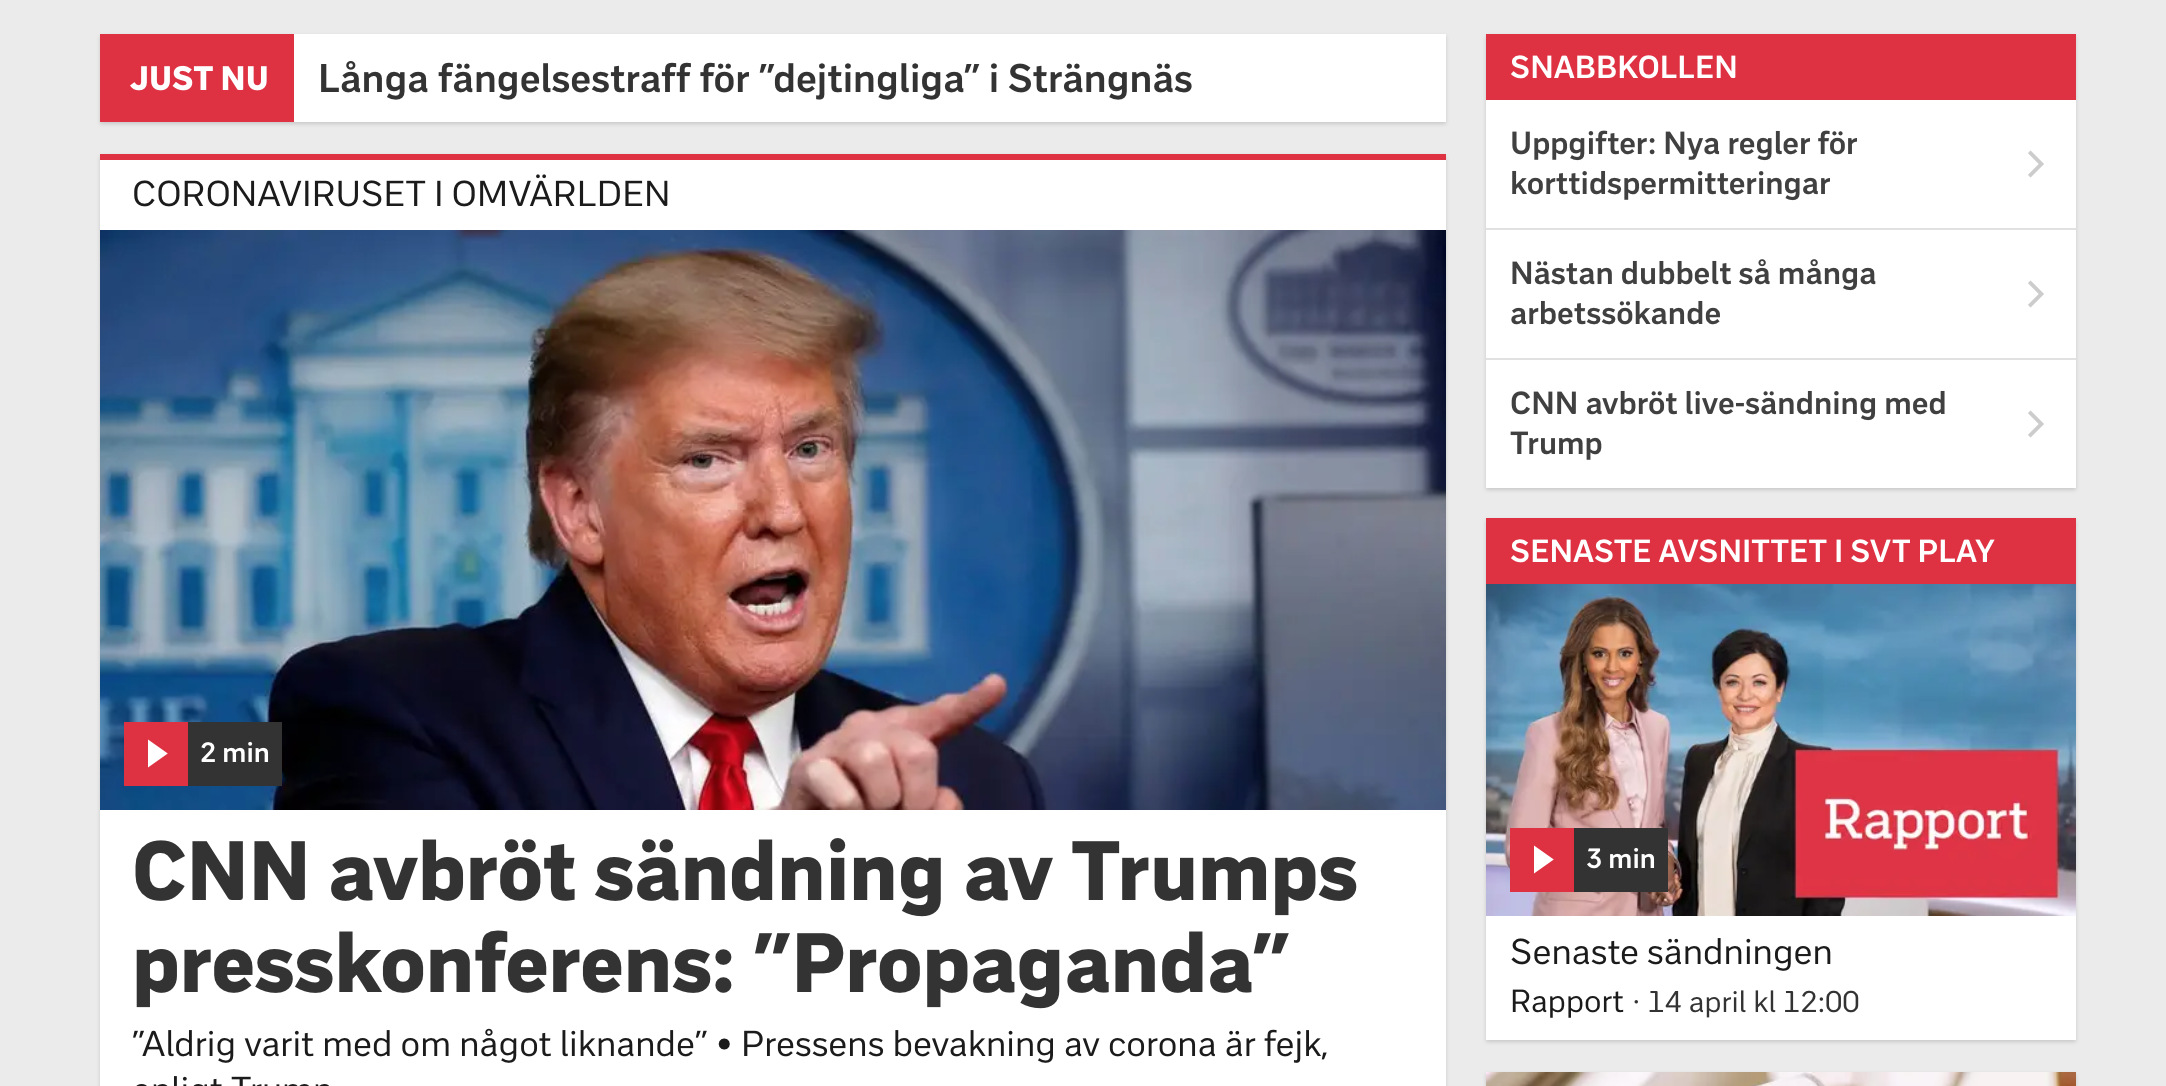 JUST NU
Långa fängelsestraff för ”dejtingliga” i Strängnäs
CORONAVIRUSET I OMVÄRLDEN
2 min
CNN avbröt sändning av Trumps
presskonferens: ”Propaganda”
”Aldrig varit med om något liknande” • Pressens bevakning av corona är fejk,
enligt Trump
SNABBKOLLEN
Uppgifter: Nya regler för
korttidspermitteringar
Nästan dubbelt så många
arbetssökande
CNN avbröt live-sändning med
Trump
SENASTE AVSNITTET I SVT PLAY
Rapport
3 min
Senaste sändningen
Rapport · 14 april kl 12:00